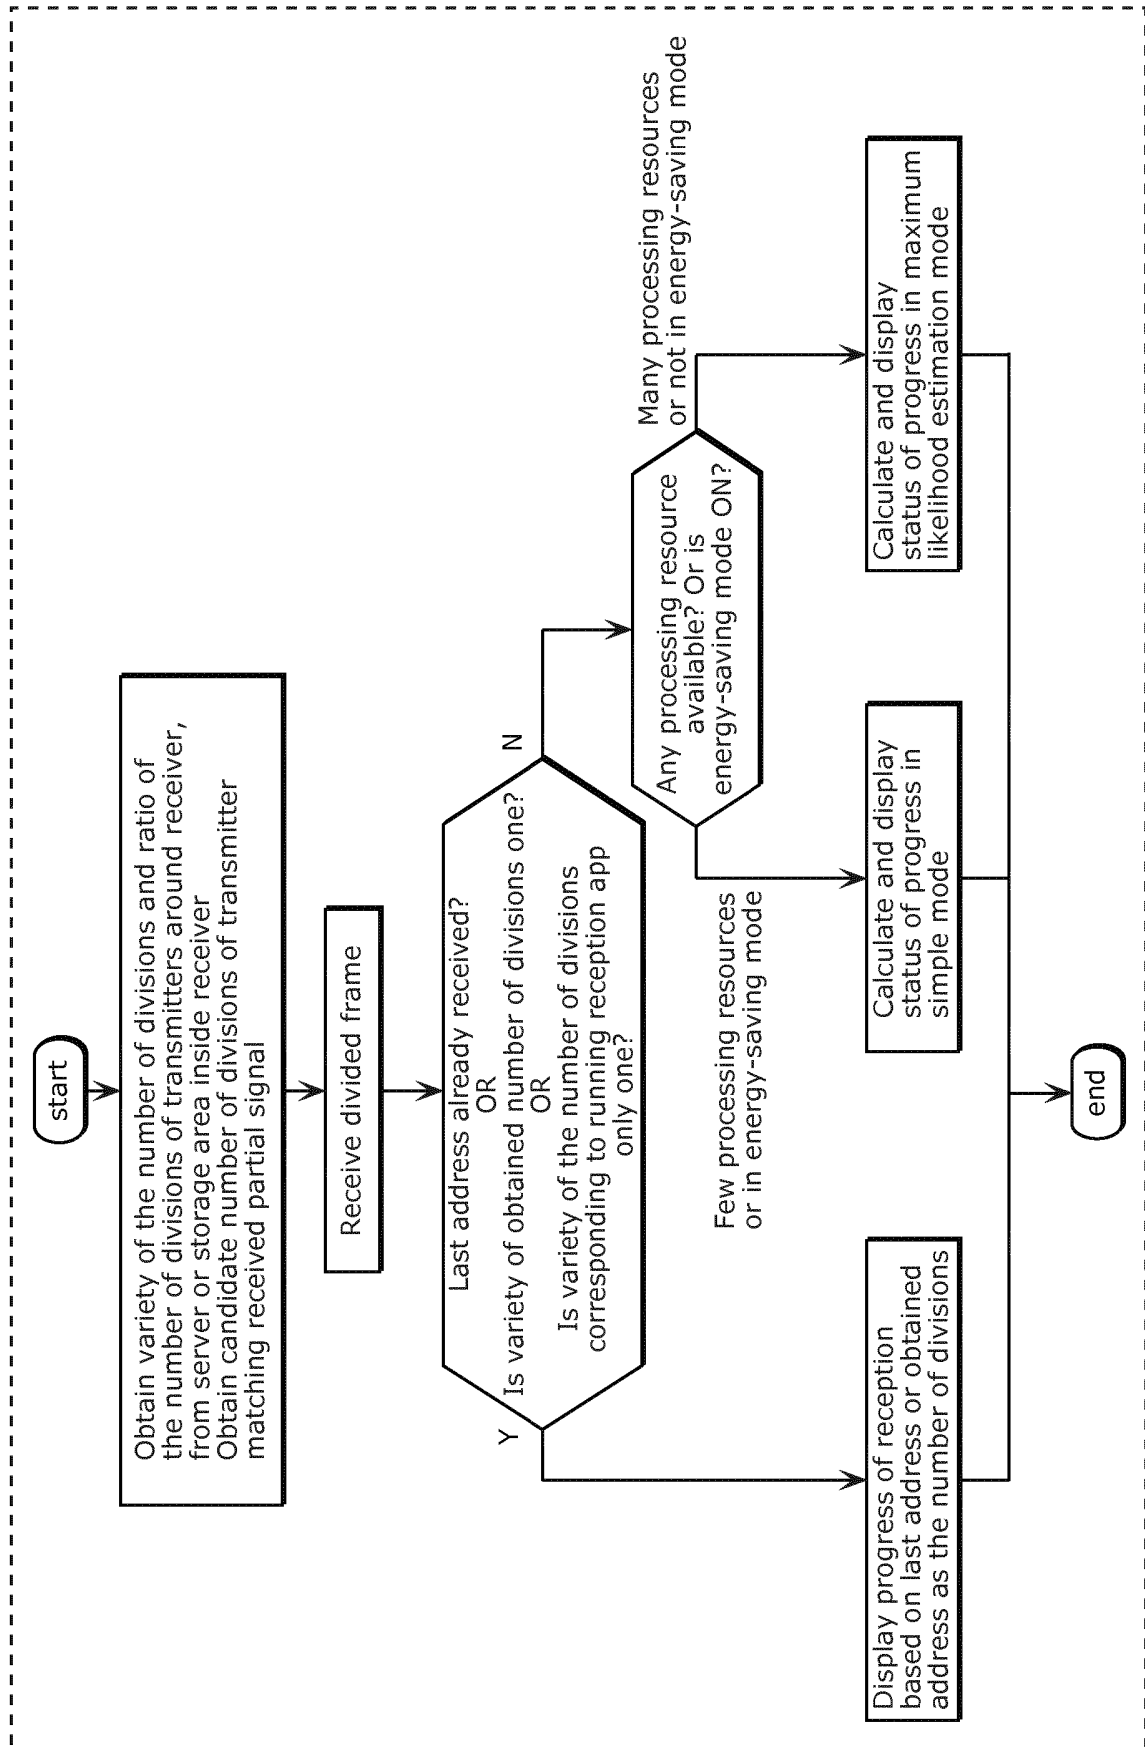 start
Obtain variety of the number of divisions and ratio of
the number of divisions of transmitters around receiver,
from server or storage area inside receiver
Obtain candidate number of divisions of transmitter
matching received partial signal
Receive divided frame
Last address already received?
OR
Is variety of obtained number of divisions one?
OR
Is variety of the number of divisions
corresponding to running reception app
only one?
Y
N
Any processing resource
available? Or is
energy-saving mode ON?
Many processing resources
or not in energy-saving mode
Few processing resources
or in energy-saving mode
Display progress of reception
based on last address or obtained
address as the number of divisions
Calculate and display
status of progress in
simple mode
Calculate and display
status of progress in maximum
likelihood estimation mode
end